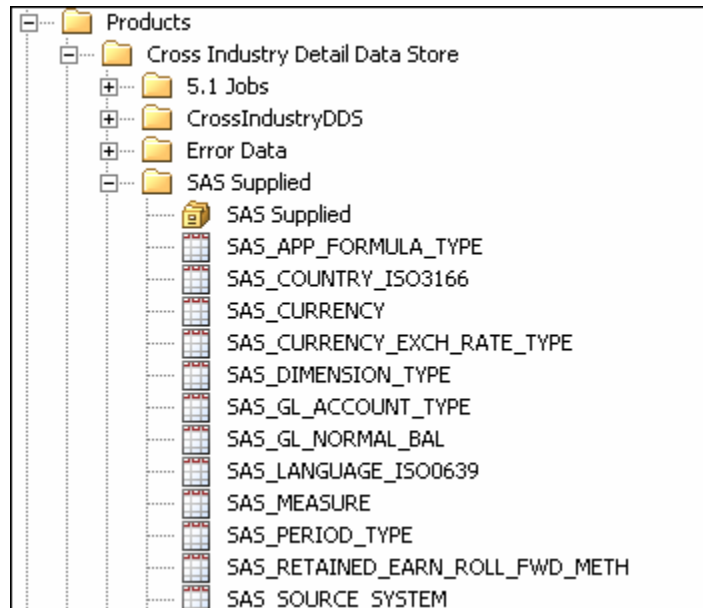 Products
Cross Industry Detail Data Store
5.1 Jobs
CrossIndustryDDS
Error Data
SAS Supplied
SAS Supplied
SAS_APP_FORMULA_TYPE
SAS_COUNTRY_ISO3166
SAS_CURRENCY
SAS_CURRENCY_EXCH_RATE_TYPE
SAS_DIMENSION_TYPE
SAS_GL_ACCOUNT_TYPE
SAS_GL_NORMAL_BAL
SAS_LANGUAGE_ISO0639
SAS_MEASURE
SAS_PERIOD_TYPE
SAS_RETAINED_EARN_ROLL_FWD_METH
SAS_SOURCE_SYSTEM